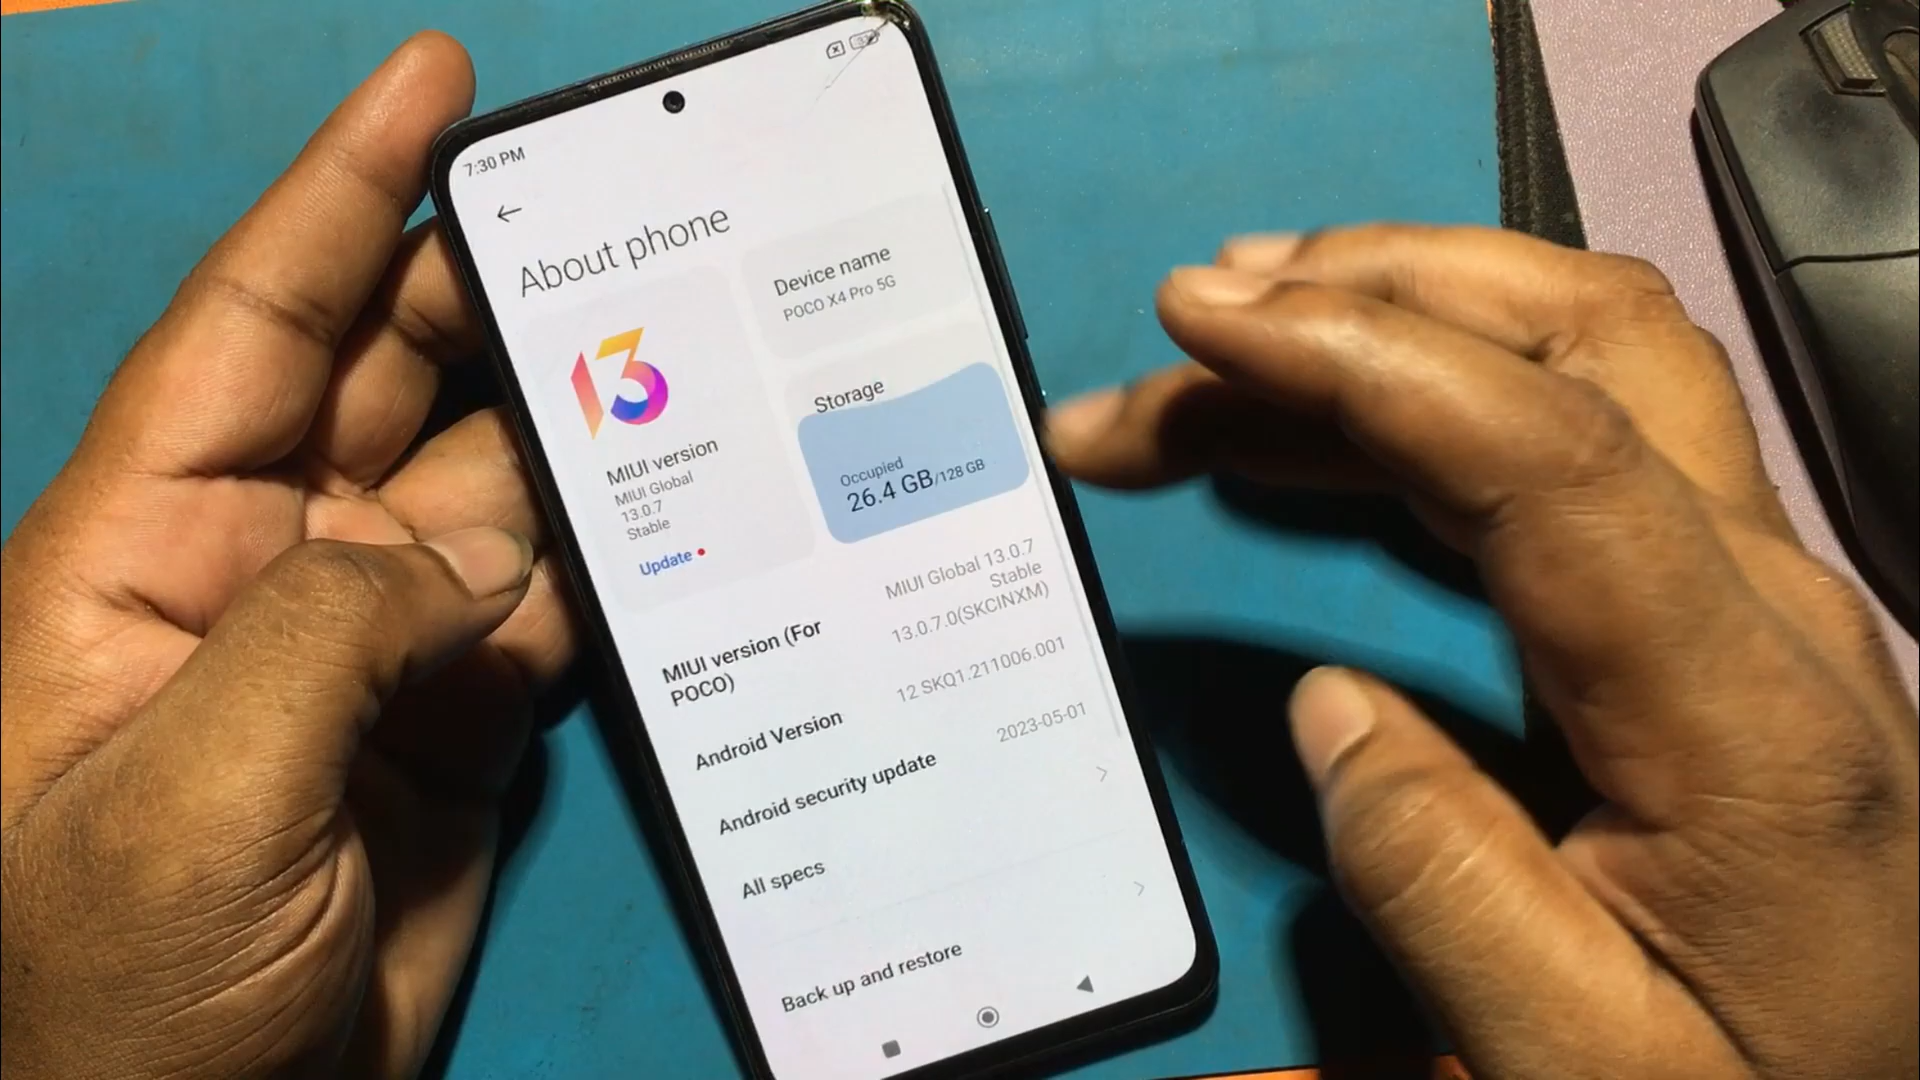 7:30 PM
About phone
13
MIUI version
MIUI Global
13.0.7
Stable
Update
Device name
POCO X4 Pro 5G
Storage
Occupied
26.4 GB/128 GB
MIUI version (For
POCO)
MIUI Global 13.0.7
Stable
13.0.7.0(SKCINXM)
Android Version
12 SKQ1.211006.001
Android security update
2023-05-01
All specs
Back up and restore